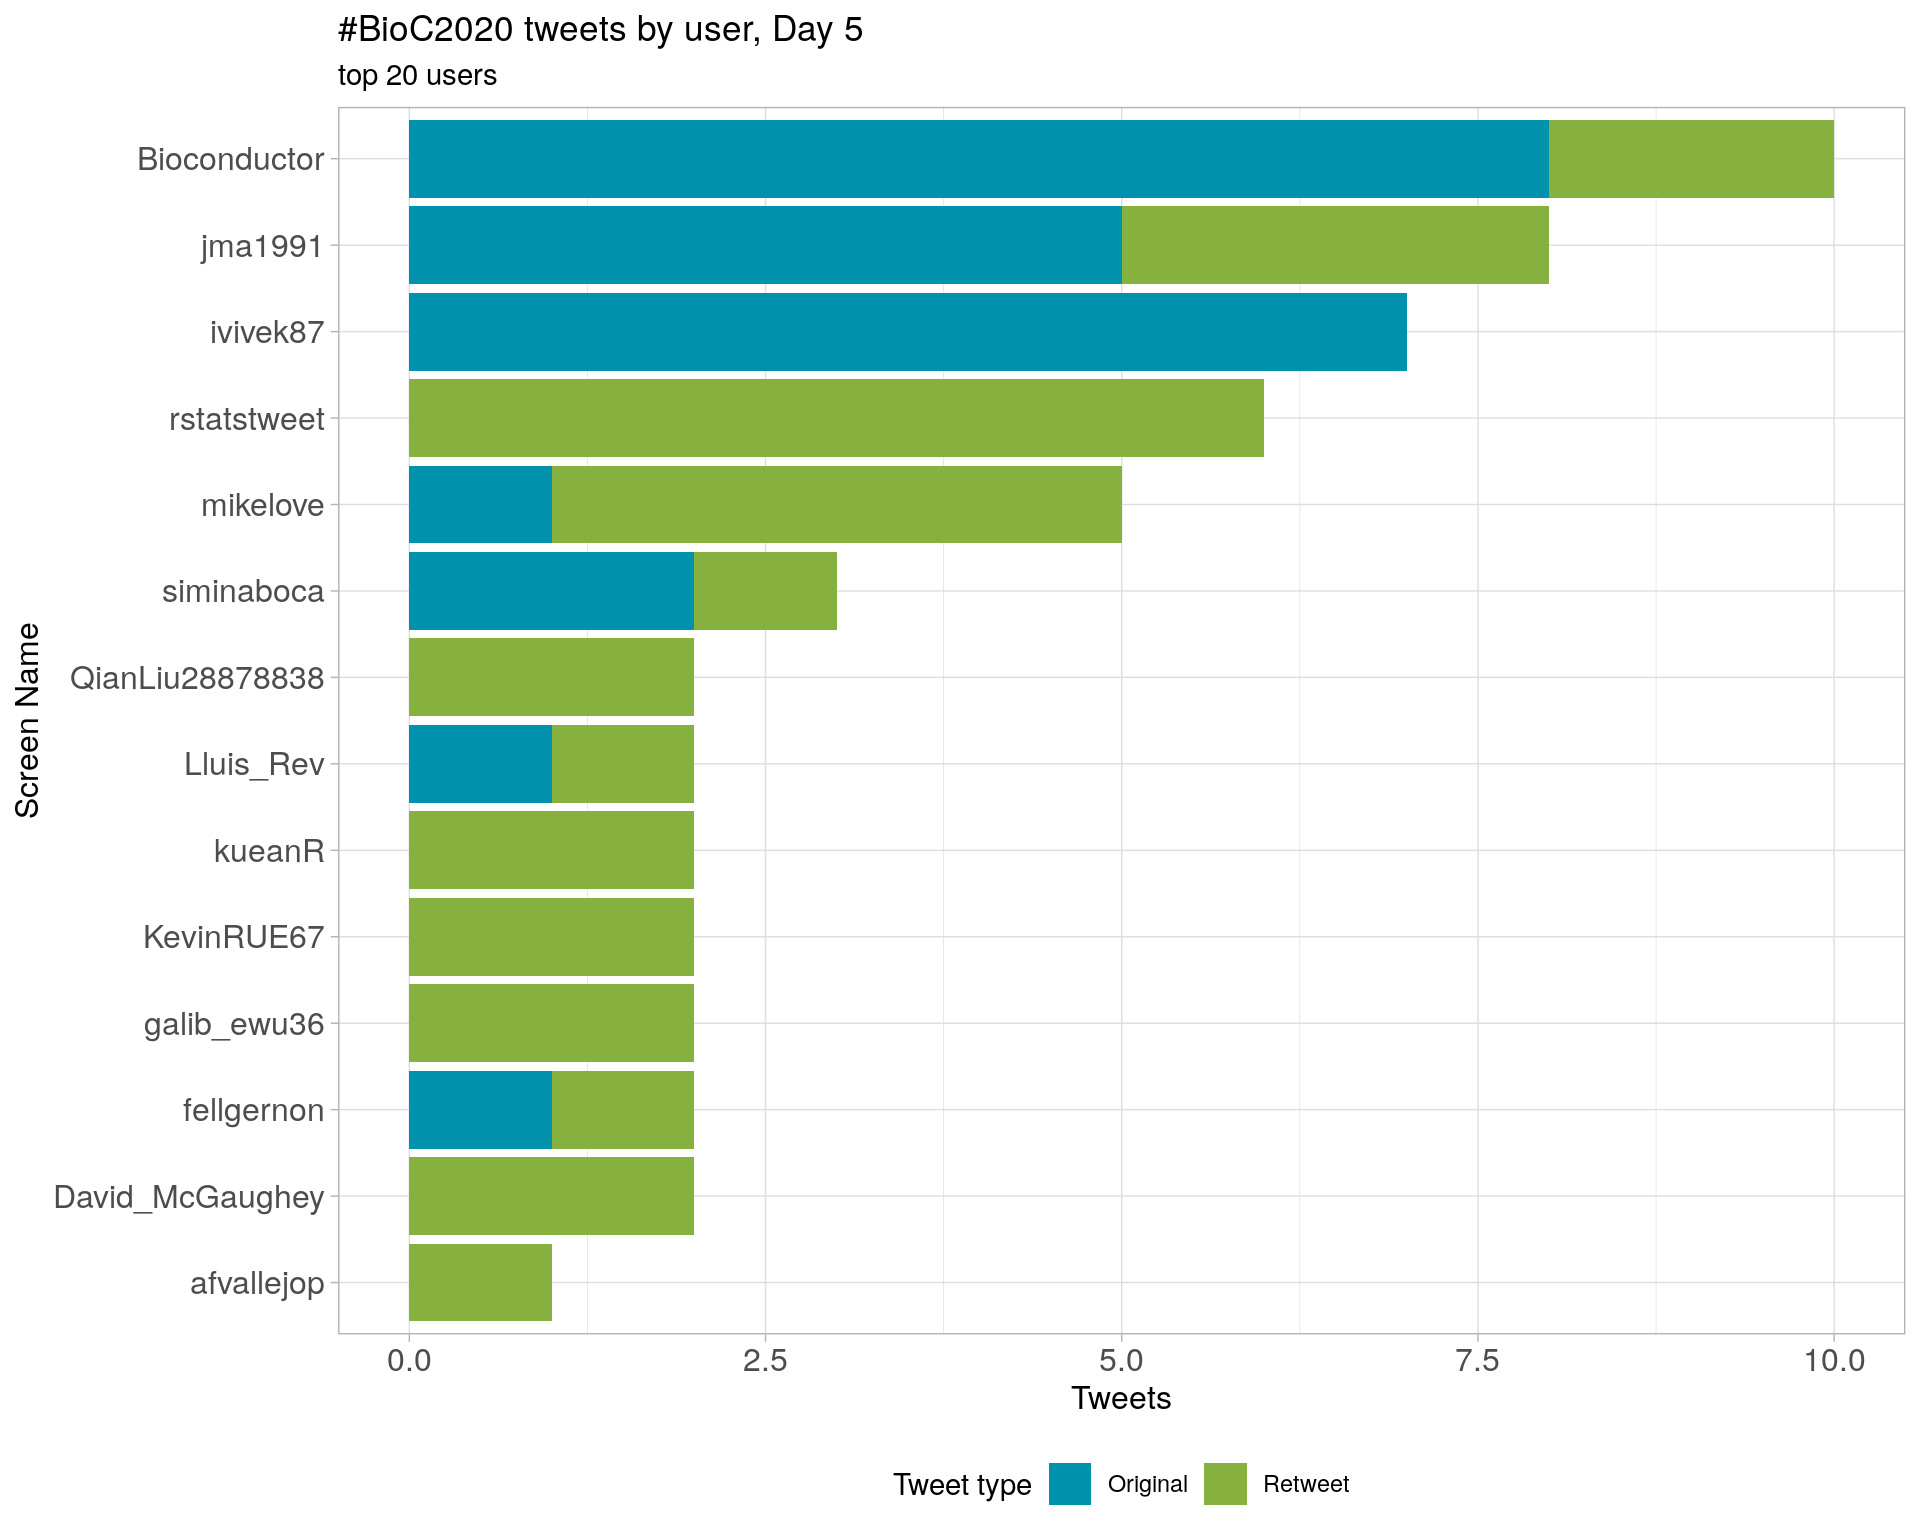 #BioC2020 tweets by user, Day 5
top 20 users
Screen Name
Bioconductor
jma1991
ivivek87
rstatstweet
mikelove
siminaboca
QianLiu28878838
Lluis_Rev
kueanR
KevinRUE67
galib_ewu36
fellgernon
David_McGaughey
afvallejop
0.0 2.5 5.0 7.5 10.0
Tweets
Tweet type Original Retweet